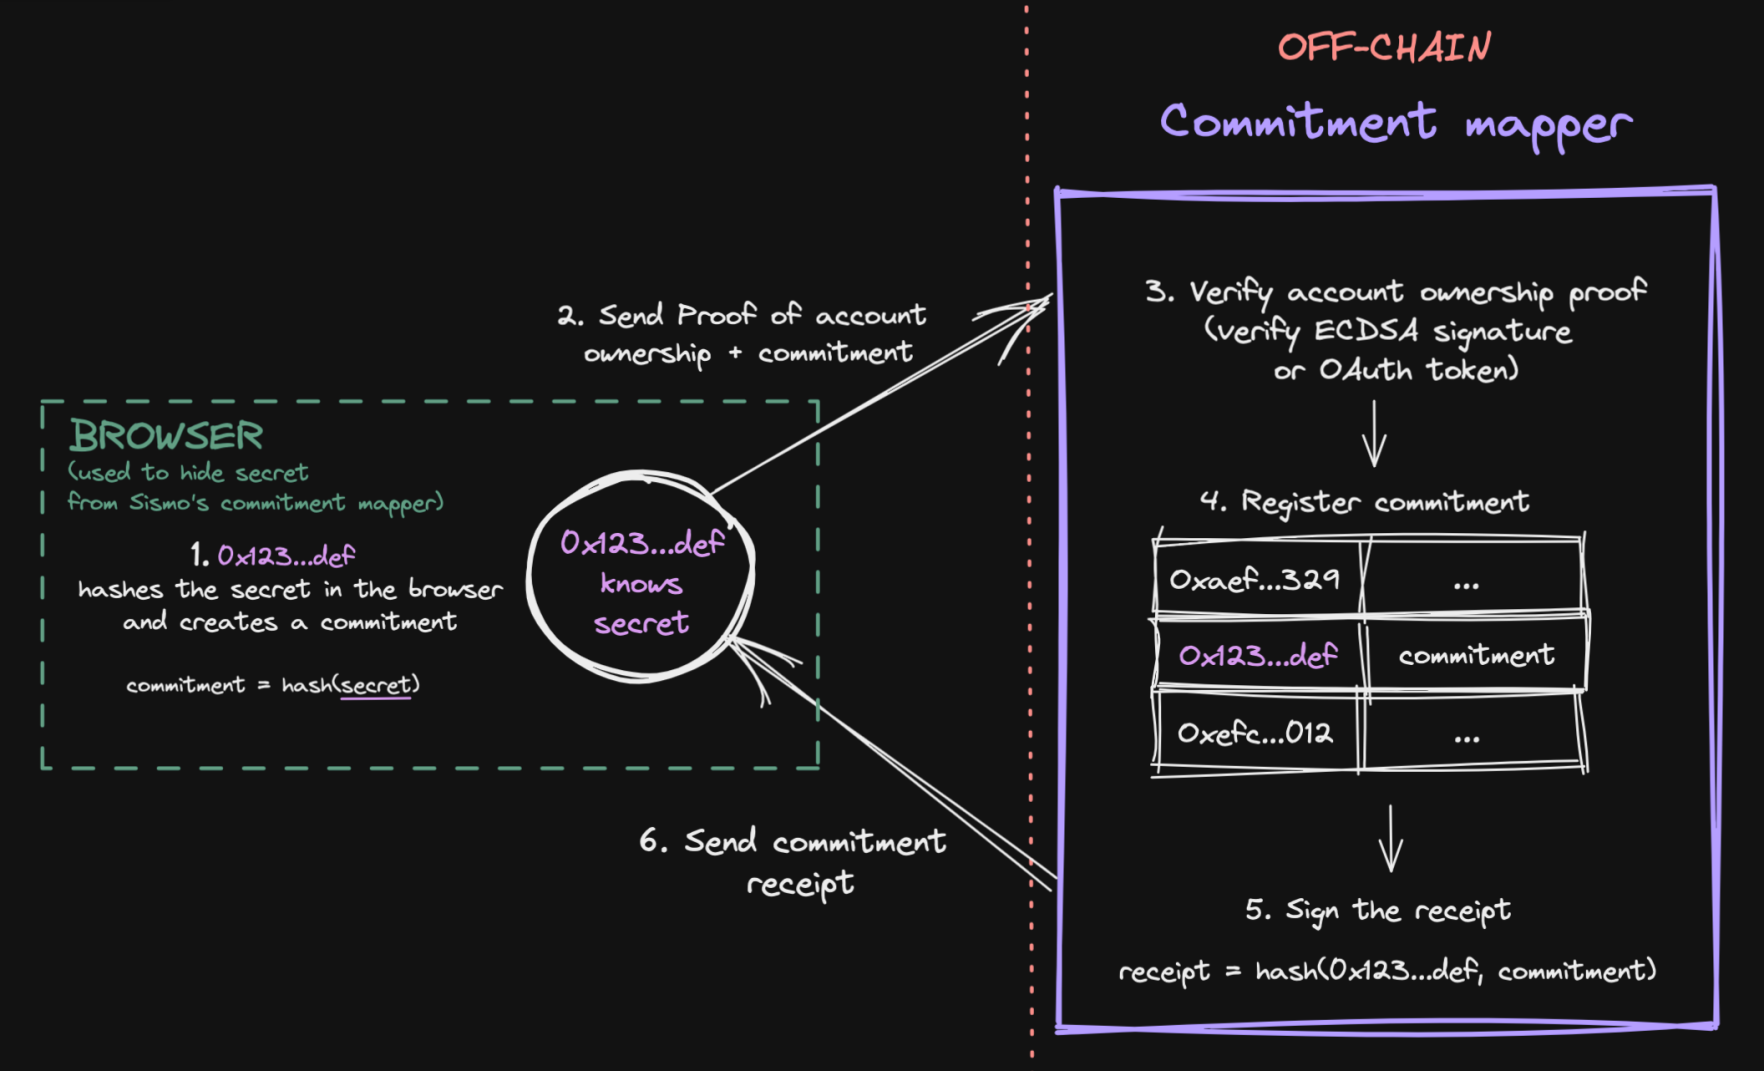 OFF-CHAIN
Commitment mapper
2. Send Proof of account
ownership + commitment
BROWSER
(used to hide secret
from Sismo's commitment mapper)
1. 0x123...def
hashes the secret in the browser
and creates a commitment
commitment = hash(secret)
0x123...def
knows
secret
3. Verify account ownership proof
(verify ECDSA signature
or OAuth token)
4. Register commitment
0xaef...329 ...
0x123...def commitment
0xefc...012 ...
5. Sign the receipt
receipt = hash(0x123...def, commitment)
6. Send commitment
receipt